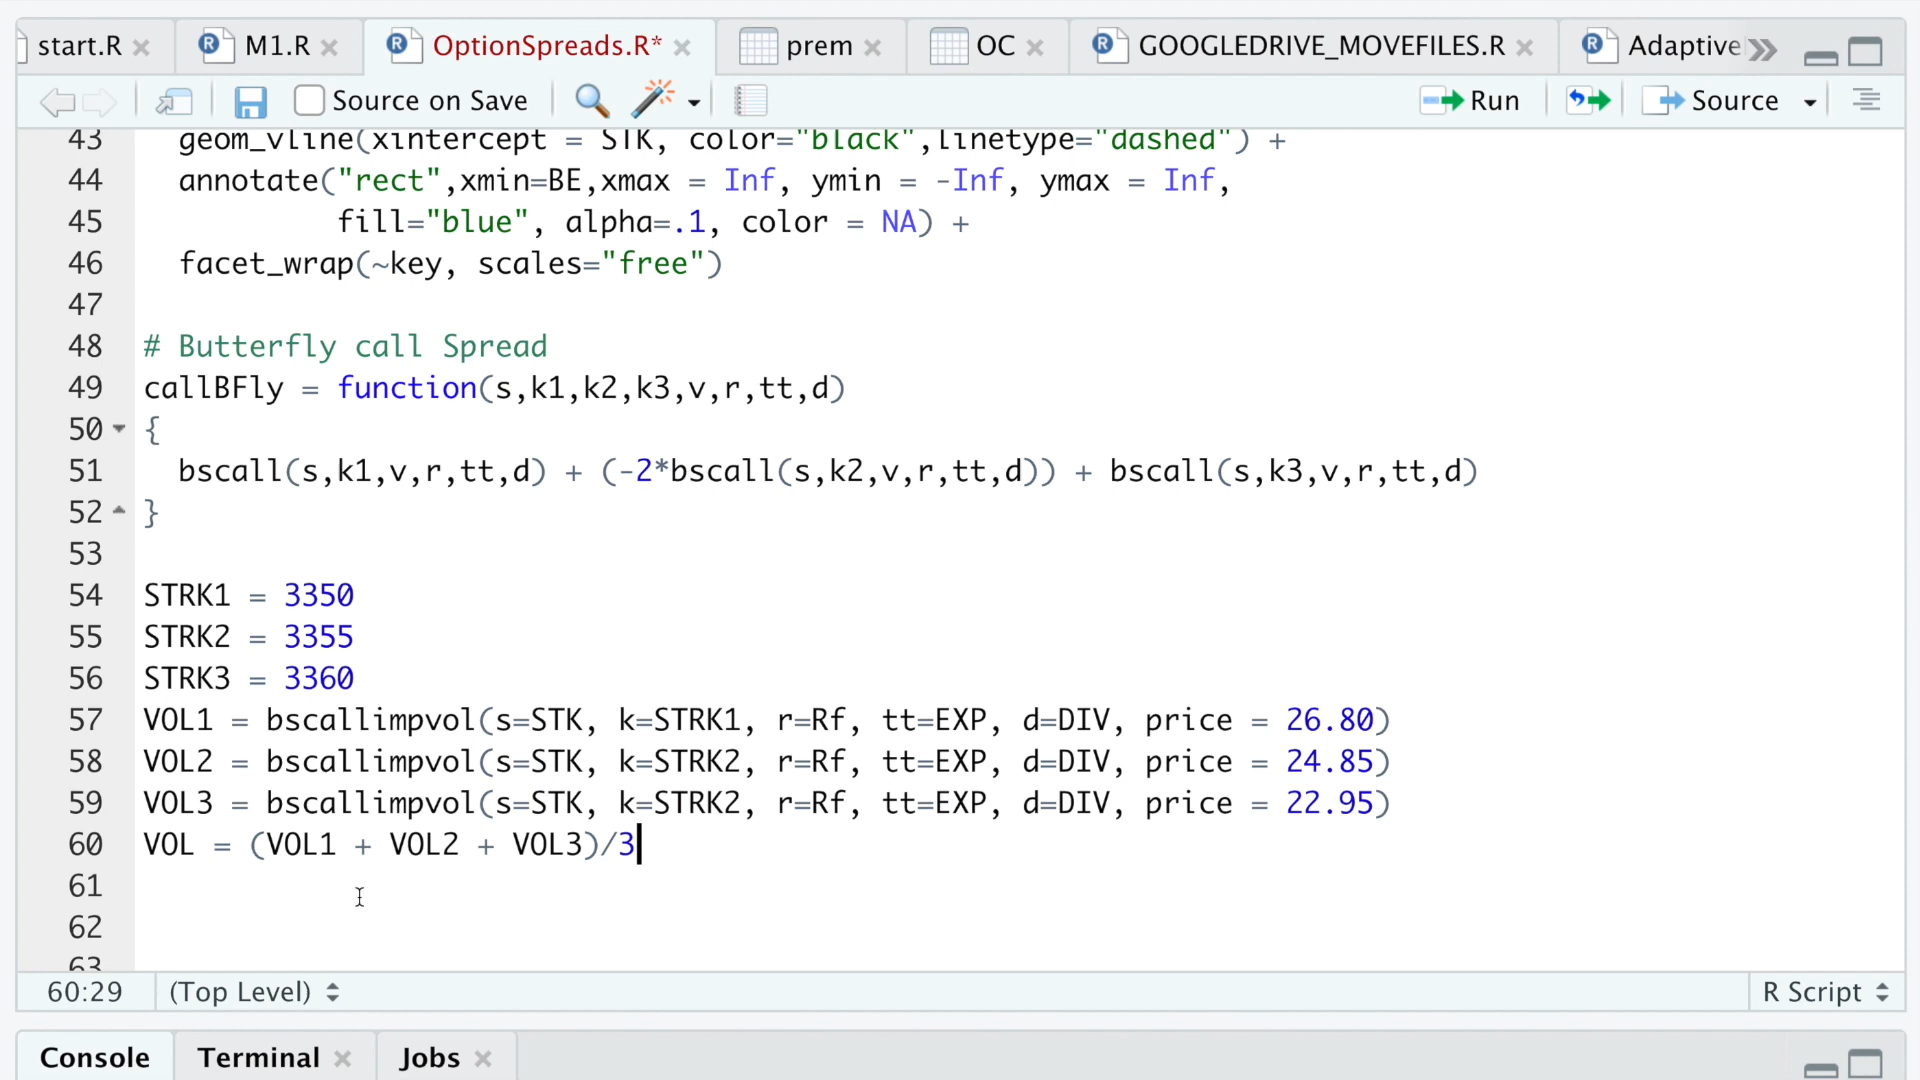 start.R M1.R OptionSpreads.R* prem OC GOOGLEDRIVE_MOVEFILES.R Adaptive
Source on Save Run Source
43 geom_vline(xintercept = STK, color="black",linetype="dashed") +
44 annotate("rect",xmin=BE,xmax = Inf, ymin = -Inf, ymax = Inf,
45 fill="blue", alpha=.1, color = NA) +
46 facet_wrap(~key, scales="free")
47
48 # Butterfly call Spread
49 callBFly = function(s,k1,k2,k3,v,r,tt,d)
50 {
51 bscall(s,k1,v,r,tt,d) + (-2*bscall(s,k2,v,r,tt,d)) + bscall(s,k3,v,r,tt,d)
52 }
53
54 STRK1 = 3350
55 STRK2 = 3355
56 STRK3 = 3360
57 VOL1 = bscallimpvol(s=STK, k=STRK1, r=Rf, tt=EXP, d=DIV, price = 26.80)
58 VOL2 = bscallimpvol(s=STK, k=STRK2, r=Rf, tt=EXP, d=DIV, price = 24.85)
59 VOL3 = bscallimpvol(s=STK, k=STRK2, r=Rf, tt=EXP, d=DIV, price = 22.95)
60 VOL = (VOL1 + VOL2 + VOL3)/3
61
62
63
60:29 (Top Level) R Script
Console Terminal Jobs